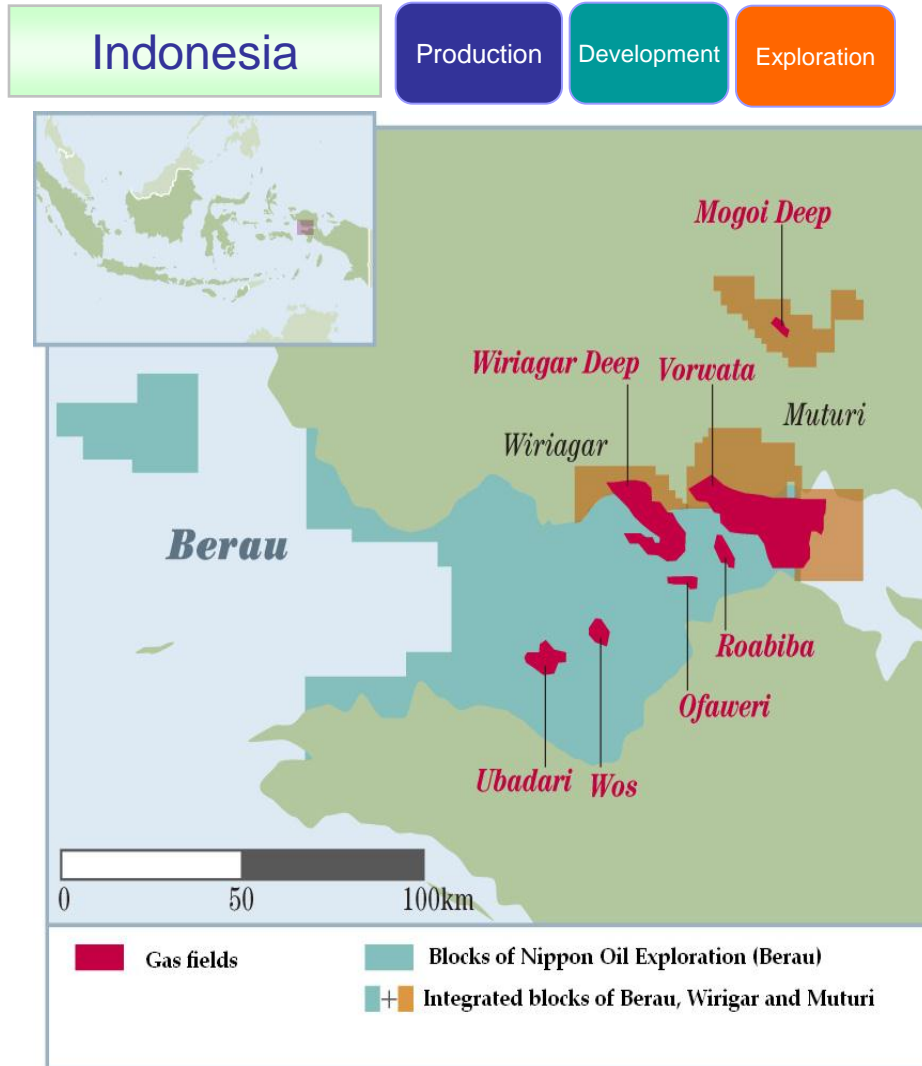 Indonesia
Production
Development
Exploration
Mogoi Deep
Wiriagar Deep
Vorwata
Muturi
Wiriagar
Berau
Roabiba
Ofaweri
Ubadari
Wos
0
50
100km
Gas fields
Blocks of Nippon Oil Exploration (Berau)
+
Integrated blocks of Berau, Wirigar and Muturi